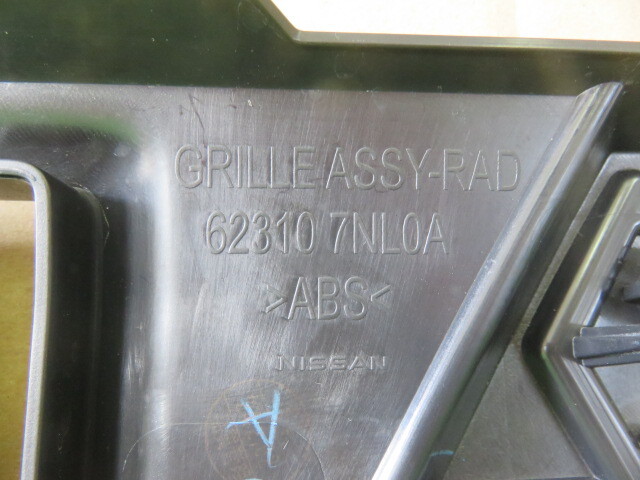 GRILLE ASSY-RAD
62310 7NL0A
>ABS<
NISSAN
A